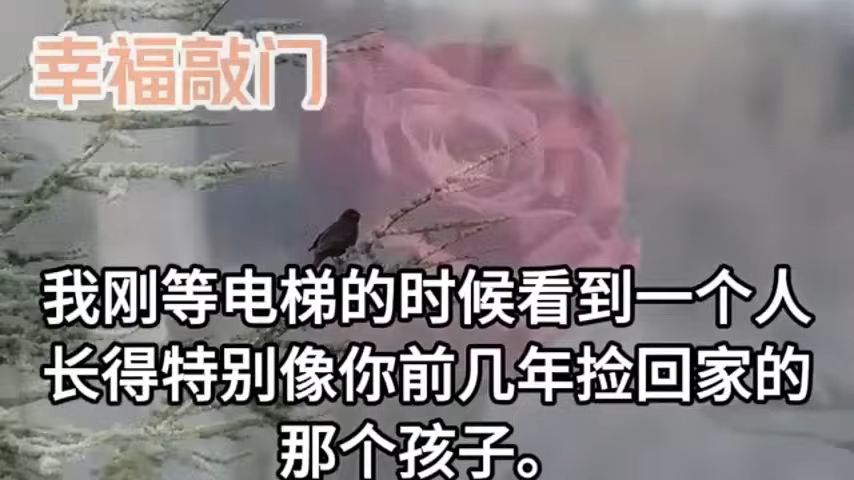 幸福敲门
我刚等电梯的时候看到一个人
长得特别像你前几年捡回家的
那个孩子。